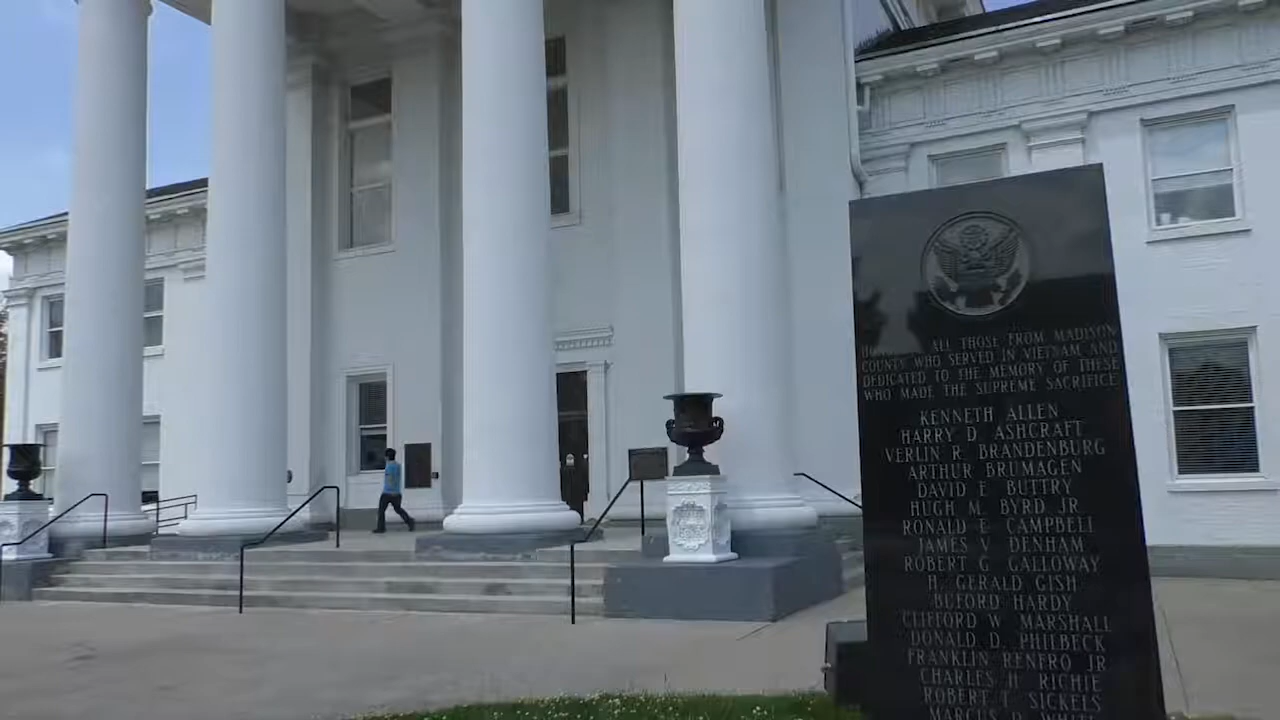 ALL THOSE FROM MADISON
COUNTY WHO SERVED IN VIETNAM AND
DEDICATED TO THE MEMORY OF THESE
WHO MADE THE SUPREME SACRIFICE
KENNETH ALLEN
HARRY D. ASHCRAFT
VERLIN R. BRANDENBURG
ARTHUR BRUMAGEN
DAVID E. BUTTRY
HUGH M. BYRD JR.
RONALD E. CAMPBELL
JAMES V. DENHAM
ROBERT G. GALLOWAY
H. GERALD GISH
BUFORD HARDY
CLIFFORD W. MARSHALL
DONALD D. PHILBECK
FRANKLIN RENFRO JR.
CHARLES H. RICHIE
ROBERT T. SICKELS
MARCUS